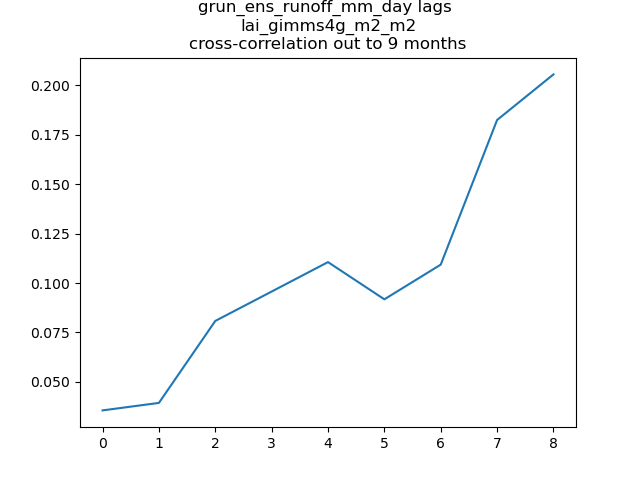 grun_ens_runoff_mm_day lags
lai_gimms4g_m2_m2
cross-correlation out to 9 months
0.200
0.175
0.150
0.125
0.100
0.075
0.050
0 1 2 3 4 5 6 7 8